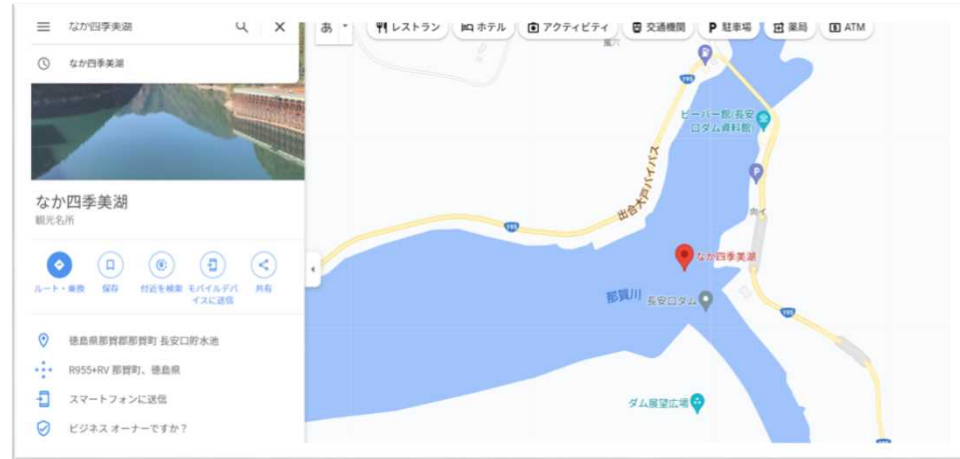 なか四季美湖
なか四季美湖
なか四季美湖
観光名所
ルート・乗換
保存
付近を検索
モバイルデバ
イスに送信
共有
徳島県那賀郡那賀町 長安口貯水池
R955+RV 那賀町、徳島県
スマートフォンに送信
ビジネス オーナーですか？
あ
レストラン
ホテル
アクティビティ
交通機関
P 駐車場
薬局
ATM
風穴
195
ビーバー館(長安
口ダム資料館)
P
出合大戸バイパス
向イ
195
なか四季美湖
那賀川
長安口ダム
195
ダム展望広場